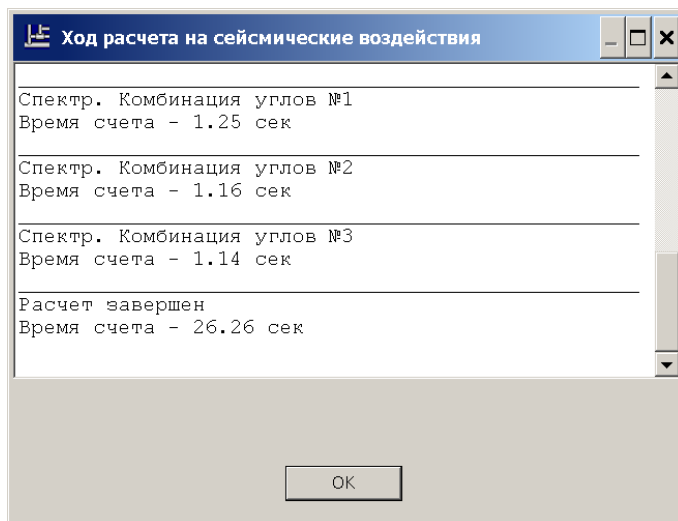 Ход расчета на сейсмические воздействия
Спектр. Комбинация углов №1
Время счета - 1.25 сек
Спектр. Комбинация углов №2
Время счета - 1.16 сек
Спектр. Комбинация углов №3
Время счета - 1.14 сек
Расчет завершен
Время счета - 26.26 сек
OK